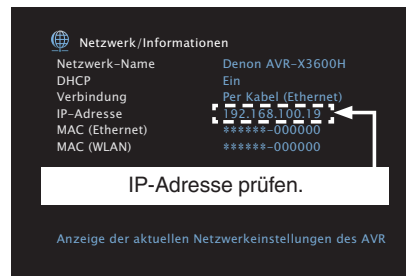 Netzwerk/Informationen
Netzwerk-Name Denon AVR-X3600H
DHCP Ein
Verbindung Per Kabel (Ethernet)
IP-Adresse 192.168.100.19
MAC (Ethernet) ******-000000
MAC (WLAN) ******-000000
IP-Adresse prüfen.
Anzeige der aktuellen Netzwerkeinstellungen des AVR